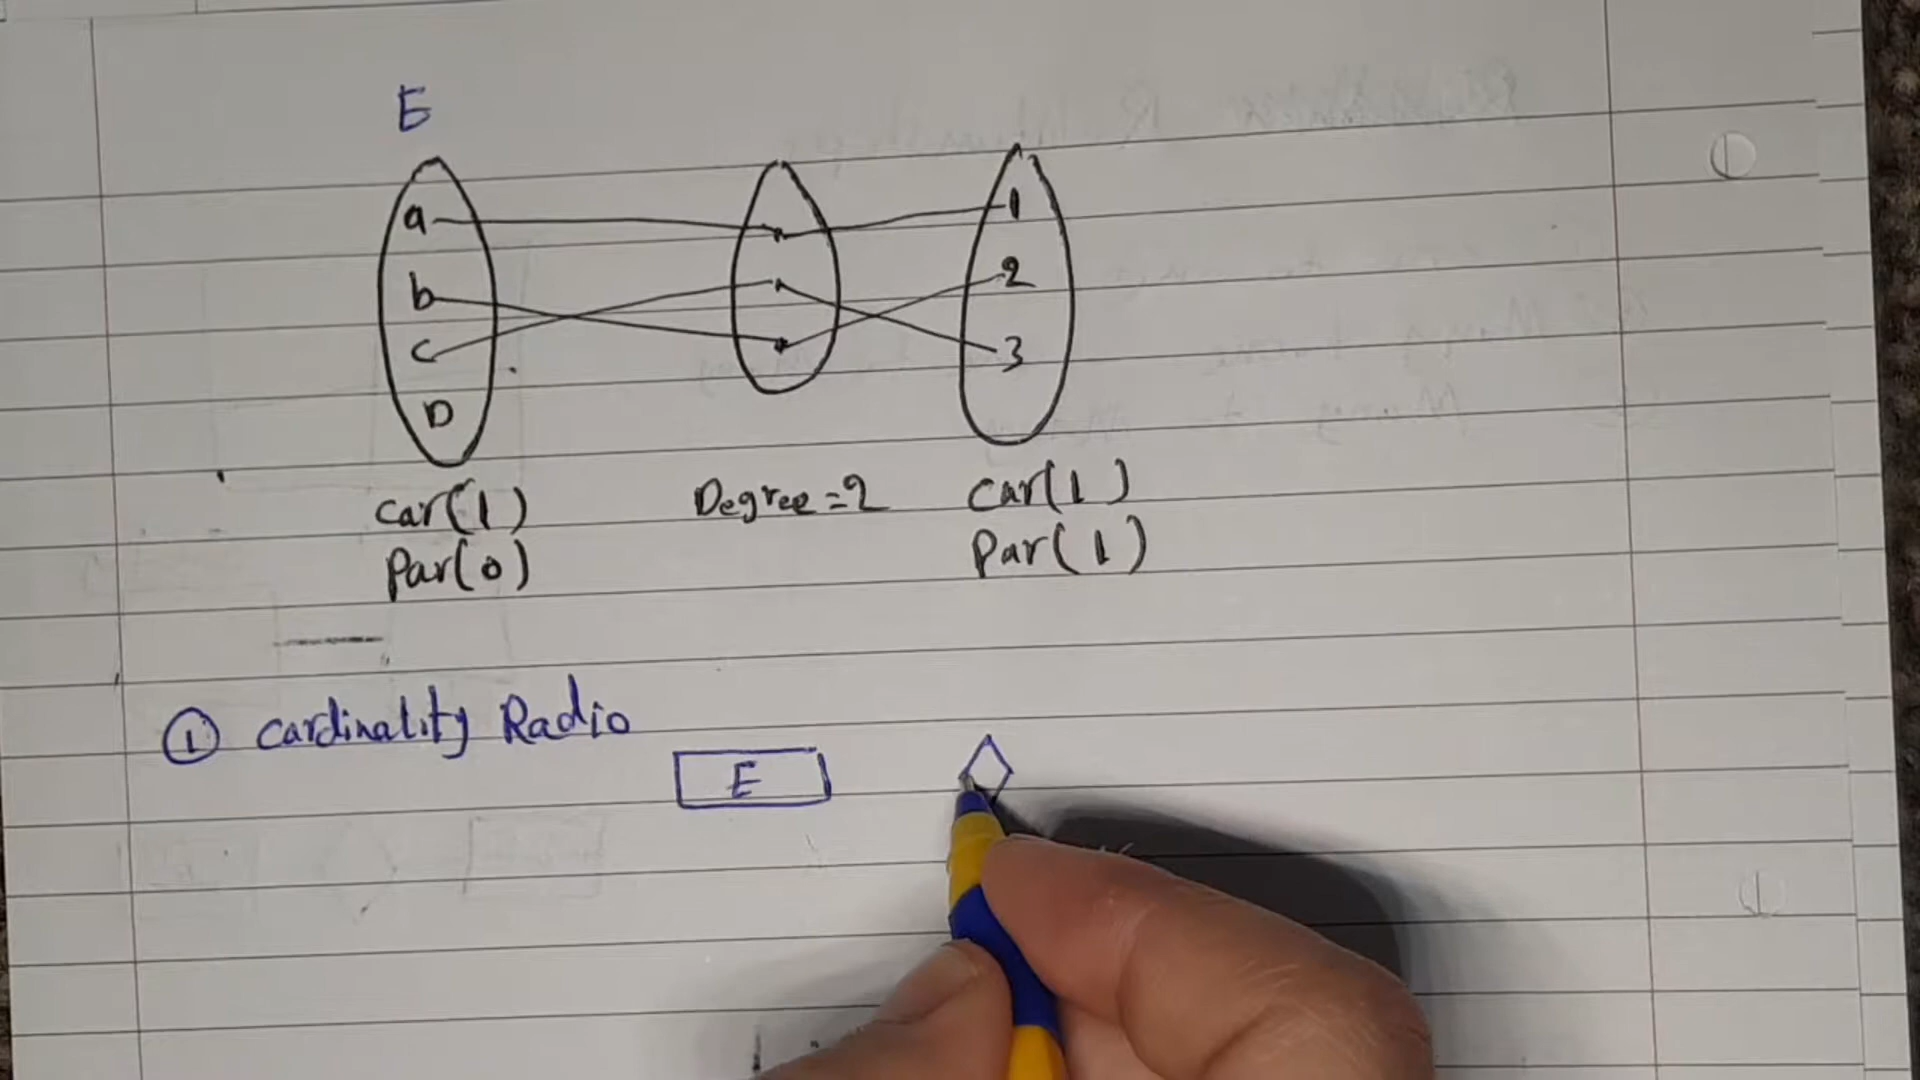 E
a 1
b 2
c 3
D
car(1) Degree=2 car(1)
Par(0) Par(1)
① cardinality Radio
E